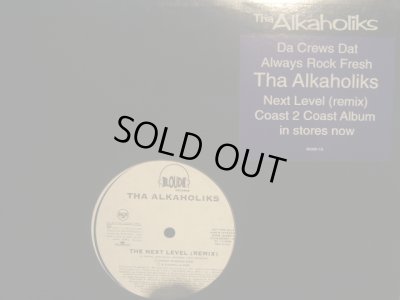 Tha Alkaholiks
Da Crews Dat
Always Rock Fresh
Tha Alkaholiks
Next Level (remix)
Coast 2 Coast Album
in stores now
SOLD OUT
LOUD
THA ALKAHOLIKS
RCA
THE NEXT LEVEL (REMIX)